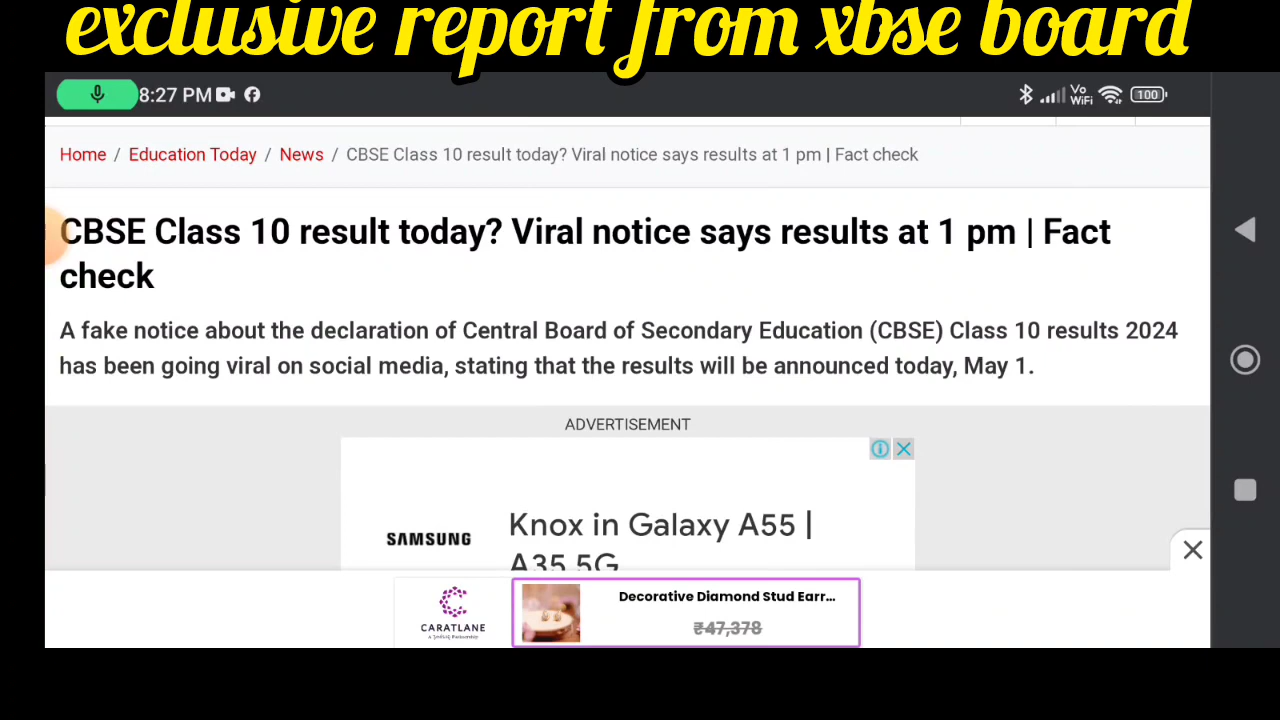 exclusive report from xbse board
8:27 PM
Vo
WiFi
100
Home / Education Today / News / CBSE Class 10 result today? Viral notice says results at 1 pm | Fact check
CBSE Class 10 result today? Viral notice says results at 1 pm | Fact
check
A fake notice about the declaration of Central Board of Secondary Education (CBSE) Class 10 results 2024
has been going viral on social media, stating that the results will be announced today, May 1.
ADVERTISEMENT
SAMSUNG
Knox in Galaxy A55 |
A35 5G
CARATLANE
Decorative Diamond Stud Earr...
₹47,378